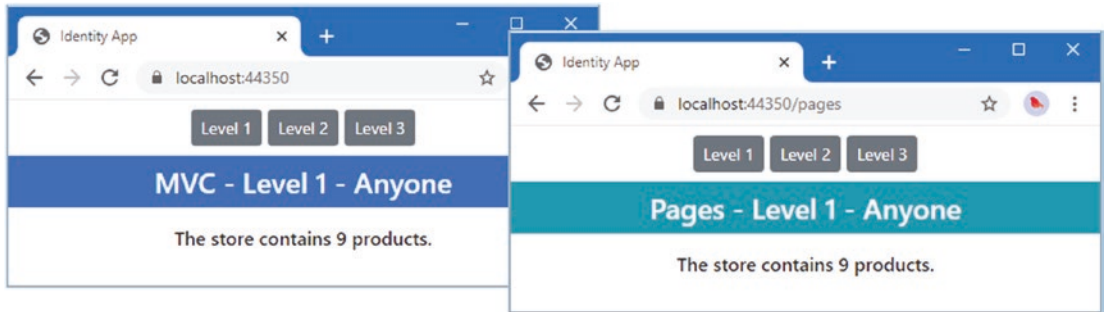 Identity App
localhost:44350
Level 1 Level 2 Level 3
MVC - Level 1 - Anyone
The store contains 9 products.
Identity App
localhost:44350/pages
Level 1 Level 2 Level 3
Pages - Level 1 - Anyone
The store contains 9 products.